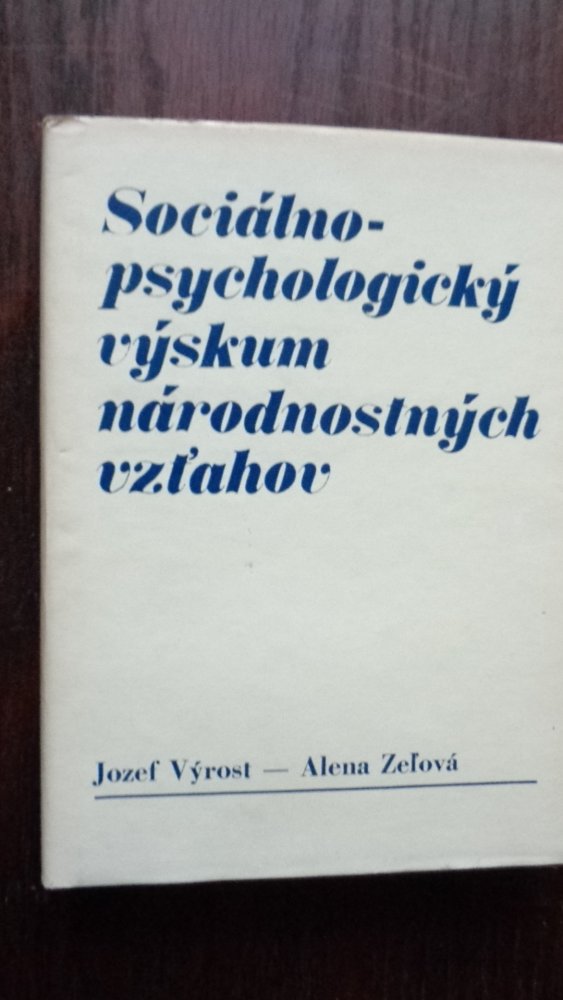 Sociálno-
psychologický
výskum
národnostných
vzťahov
Jozef Výrost — Alena Zeľová